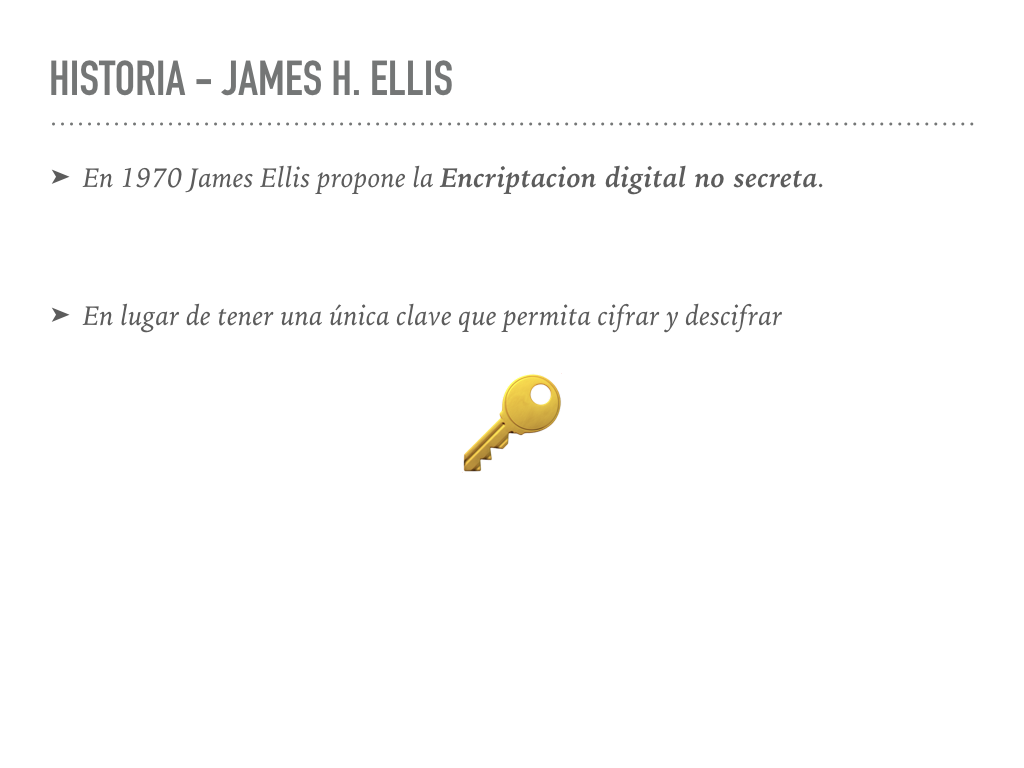 HISTORIA – JAMES H. ELLIS
➤ En 1970 James Ellis propone la Encriptacion digital no secreta.
➤ En lugar de tener una única clave que permita cifrar y descifrar